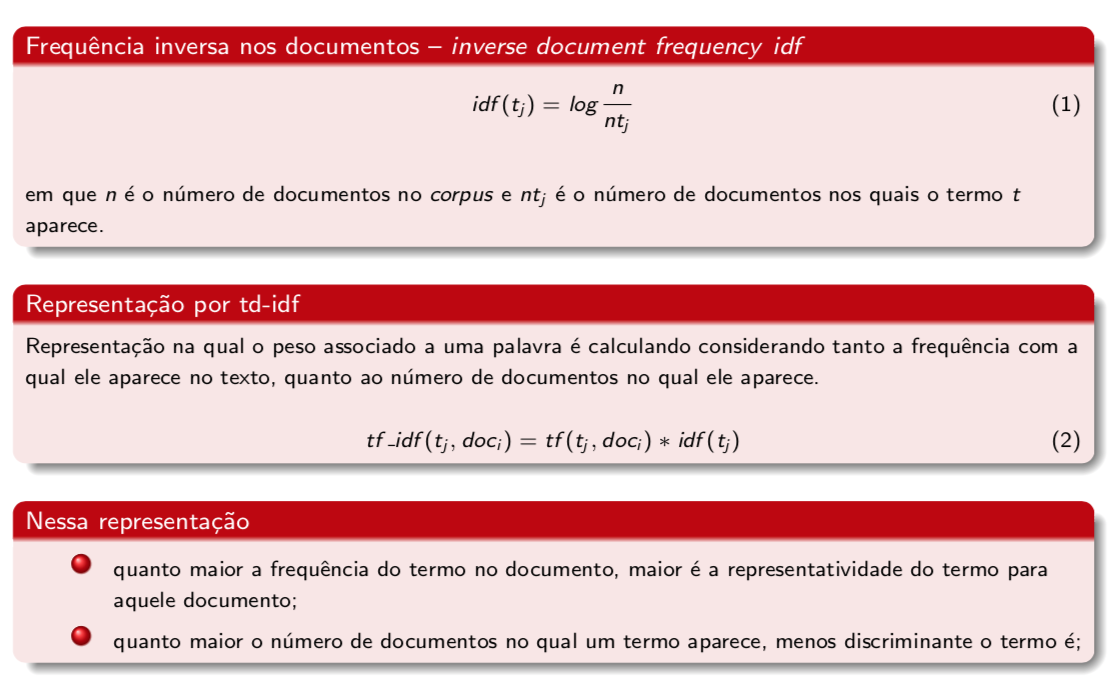 Frequência inversa nos documentos – inverse document frequency idf
idf(t_j) = log n/nt_j (1)
em que n é o número de documentos no corpus e nt_j é o número de documentos nos quais o termo t
aparece.
Representação por td-idf
Representação na qual o peso associado a uma palavra é calculando considerando tanto a frequência com a
qual ele aparece no texto, quanto ao número de documentos no qual ele aparece.
tf_idf(t_j, doc_i) = tf(t_j, doc_i) * idf(t_j) (2)
Nessa representação
quanto maior a frequência do termo no documento, maior é a representatividade do termo para
aquele documento;
quanto maior o número de documentos no qual um termo aparece, menos discriminante o termo é;